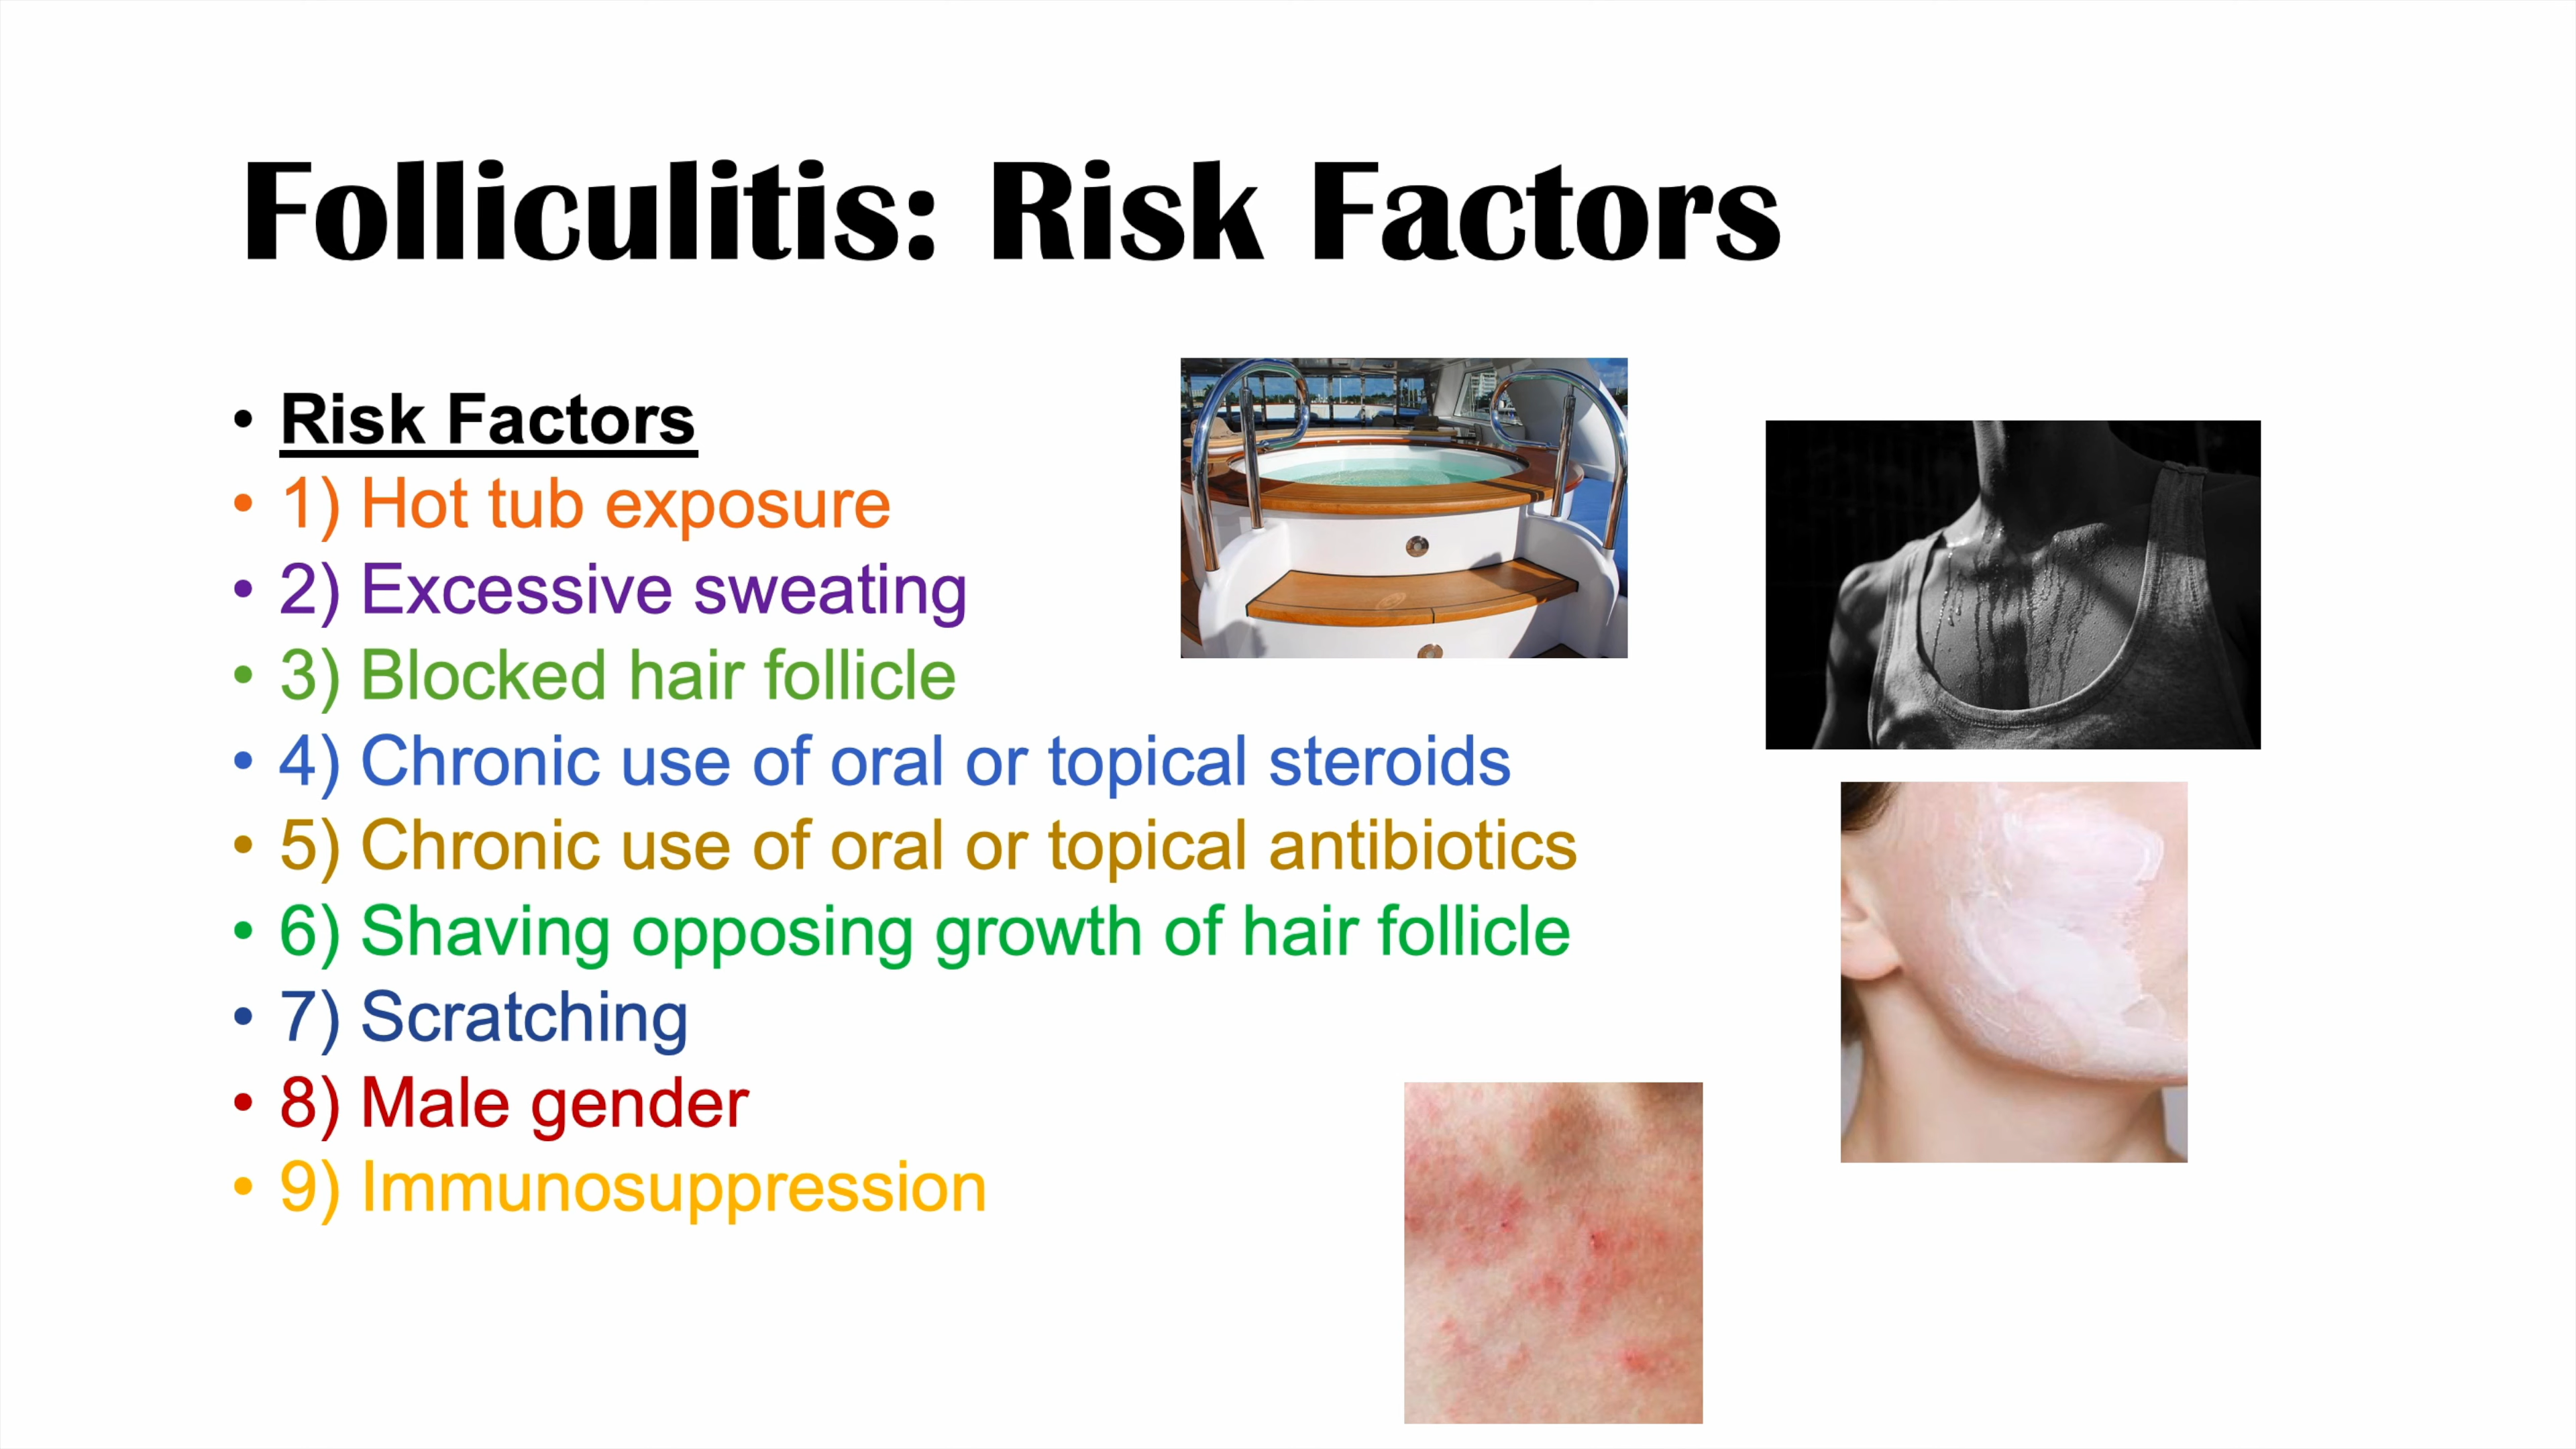 Folliculitis: Risk Factors
• Risk Factors
• 1) Hot tub exposure
• 2) Excessive sweating
• 3) Blocked hair follicle
• 4) Chronic use of oral or topical steroids
• 5) Chronic use of oral or topical antibiotics
• 6) Shaving opposing growth of hair follicle
• 7) Scratching
• 8) Male gender
• 9) Immunosuppression